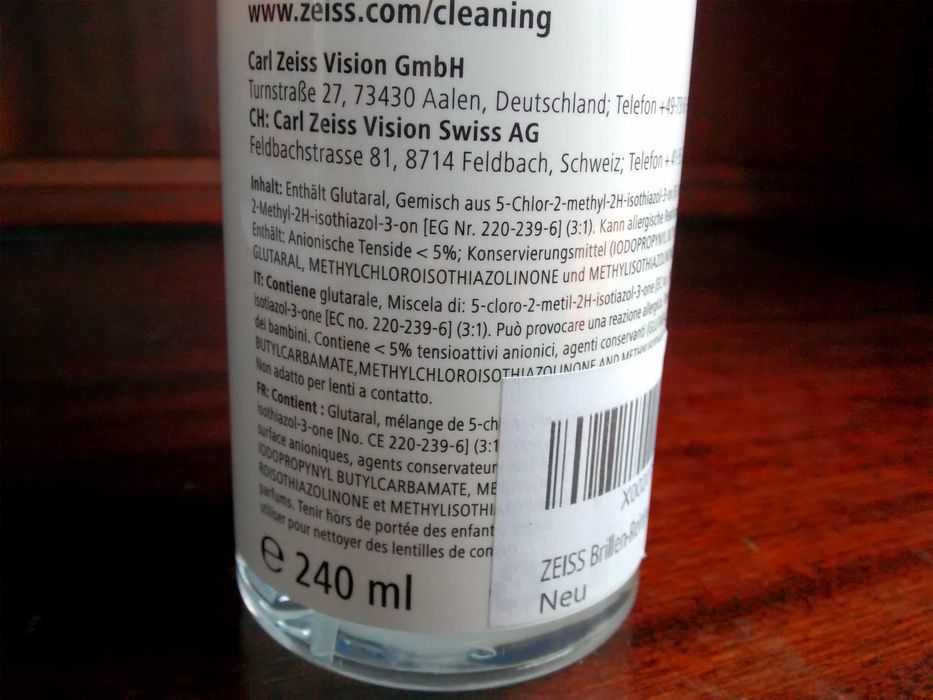 www.zeiss.com/cleaning
Carl Zeiss Vision GmbH
Turnstraße 27, 73430 Aalen, Deutschland; Telefon +49-73
CH: Carl Zeiss Vision Swiss AG
Feldbachstrasse 81, 8714 Feldbach, Schweiz; Telefon +
Inhalt: Enthält Glutaral, Gemisch aus 5-Chlor-2-methyl-2H-isothiazol-3-on
2-Methyl-2H-isothiazol-3-on [EG Nr. 220-239-6] (3:1). Kann allergische
Enthält: Anionische Tenside < 5%; Konservierungsmittel (IODOPROPYNYL
GLUTARAL, METHYLCHLOROISOTHIAZOLINONE und
IT: Contiene glutarale, Miscela di: 5-cloro-2-metil-2H-isotiazol-3-one
isotiazol-3-one [EC no. 220-239-6] (3:1). Può provocare una reazione allergica.
dei bambini. Contiene < 5% tensioattivi anionici, agenti conservanti
BUTYLCARBAMATE,METHYLCHLOROISOTHIAZOLINONE AND
Non adatto per lenti a contatto.
FR: Contient : Glutaral, mélange de 5-ch
isothiazol-3-one [No. CE 220-239-6] (3:1
surface anioniques, agents conservateur
IODOPROPYNYL BUTYLCARBAMATE, ME
ROISOTHIAZOLINONE et METHYLISOTHI
parfums. Tenir hors de portée des enfant
utiliser pour nettoyer des lentilles de con
e 240 ml
X000
ZEISS Brillen-Rein
Neu